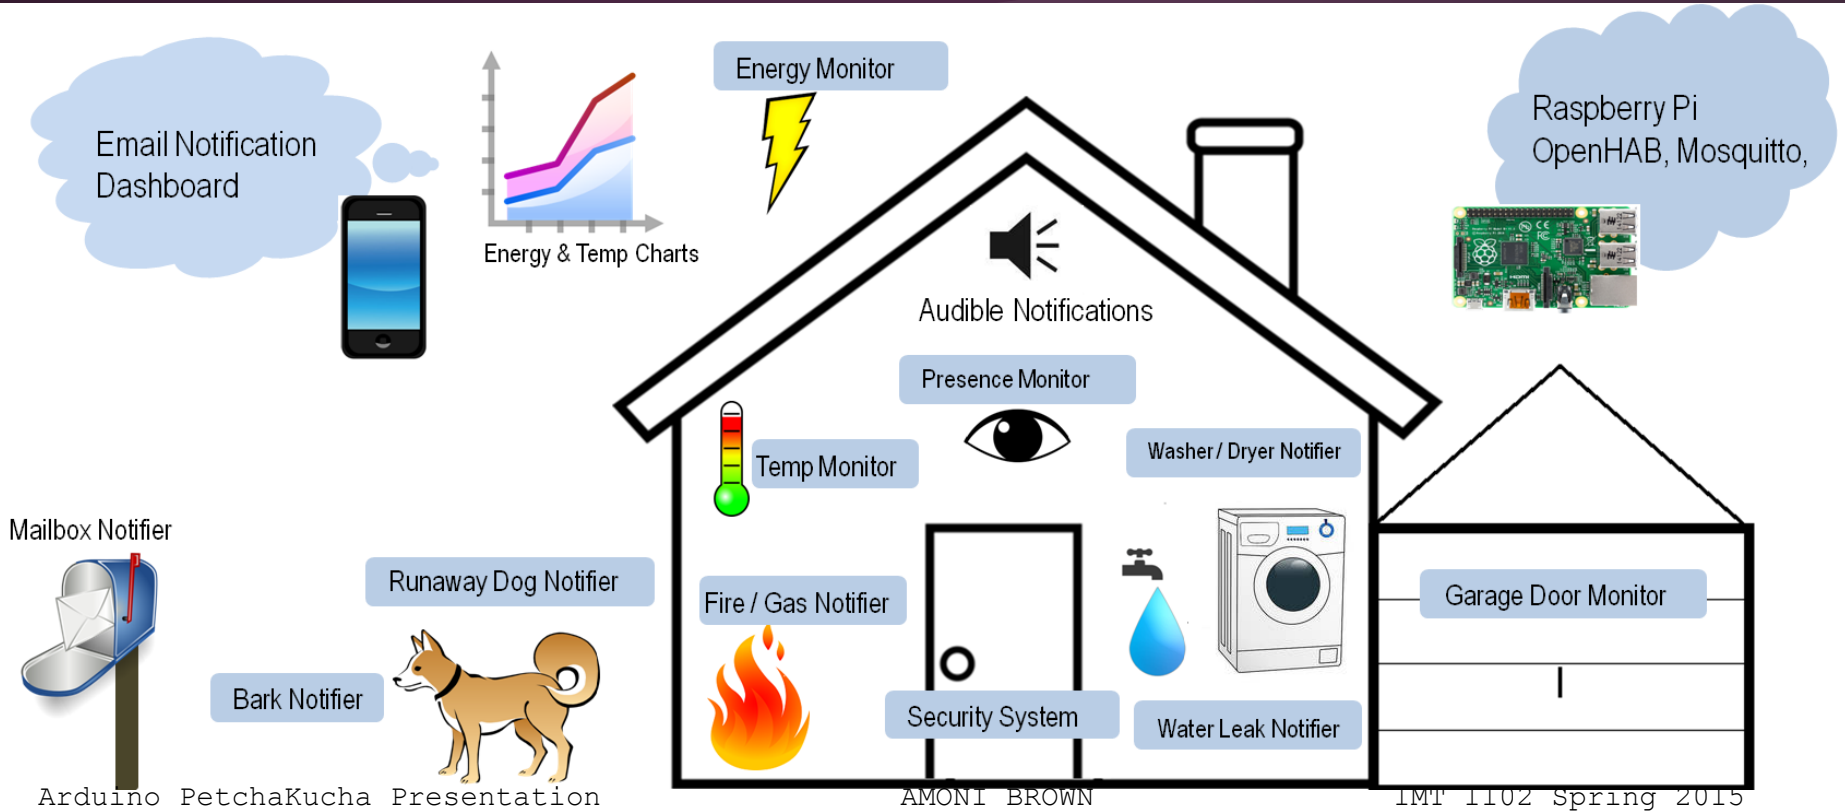 Energy Monitor
Email Notification
Dashboard
Raspberry Pi
OpenHAB, Mosquitto,
Energy & Temp Charts
Audible Notifications
Presence Monitor
Temp Monitor
Washer / Dryer Notifier
Mailbox Notifier
Runaway Dog Notifier
Fire / Gas Notifier
Garage Door Monitor
Bark Notifier
Security System
Water Leak Notifier
Arduino PetchaKucha Presentation
AMONI BROWN
IMT 1102 Spring 2015